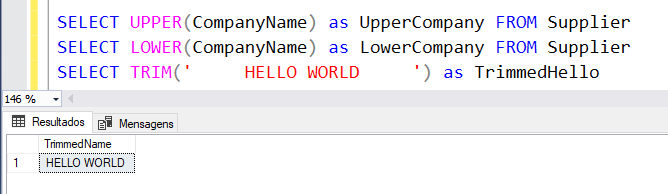 SELECT UPPER(CompanyName) as UpperCompany FROM Supplier
SELECT LOWER(CompanyName) as LowerCompany FROM Supplier
SELECT TRIM('     HELLO WORLD     ') as TrimmedHello
146 %
Resultados Mensagens
TrimmedName
1 HELLO WORLD